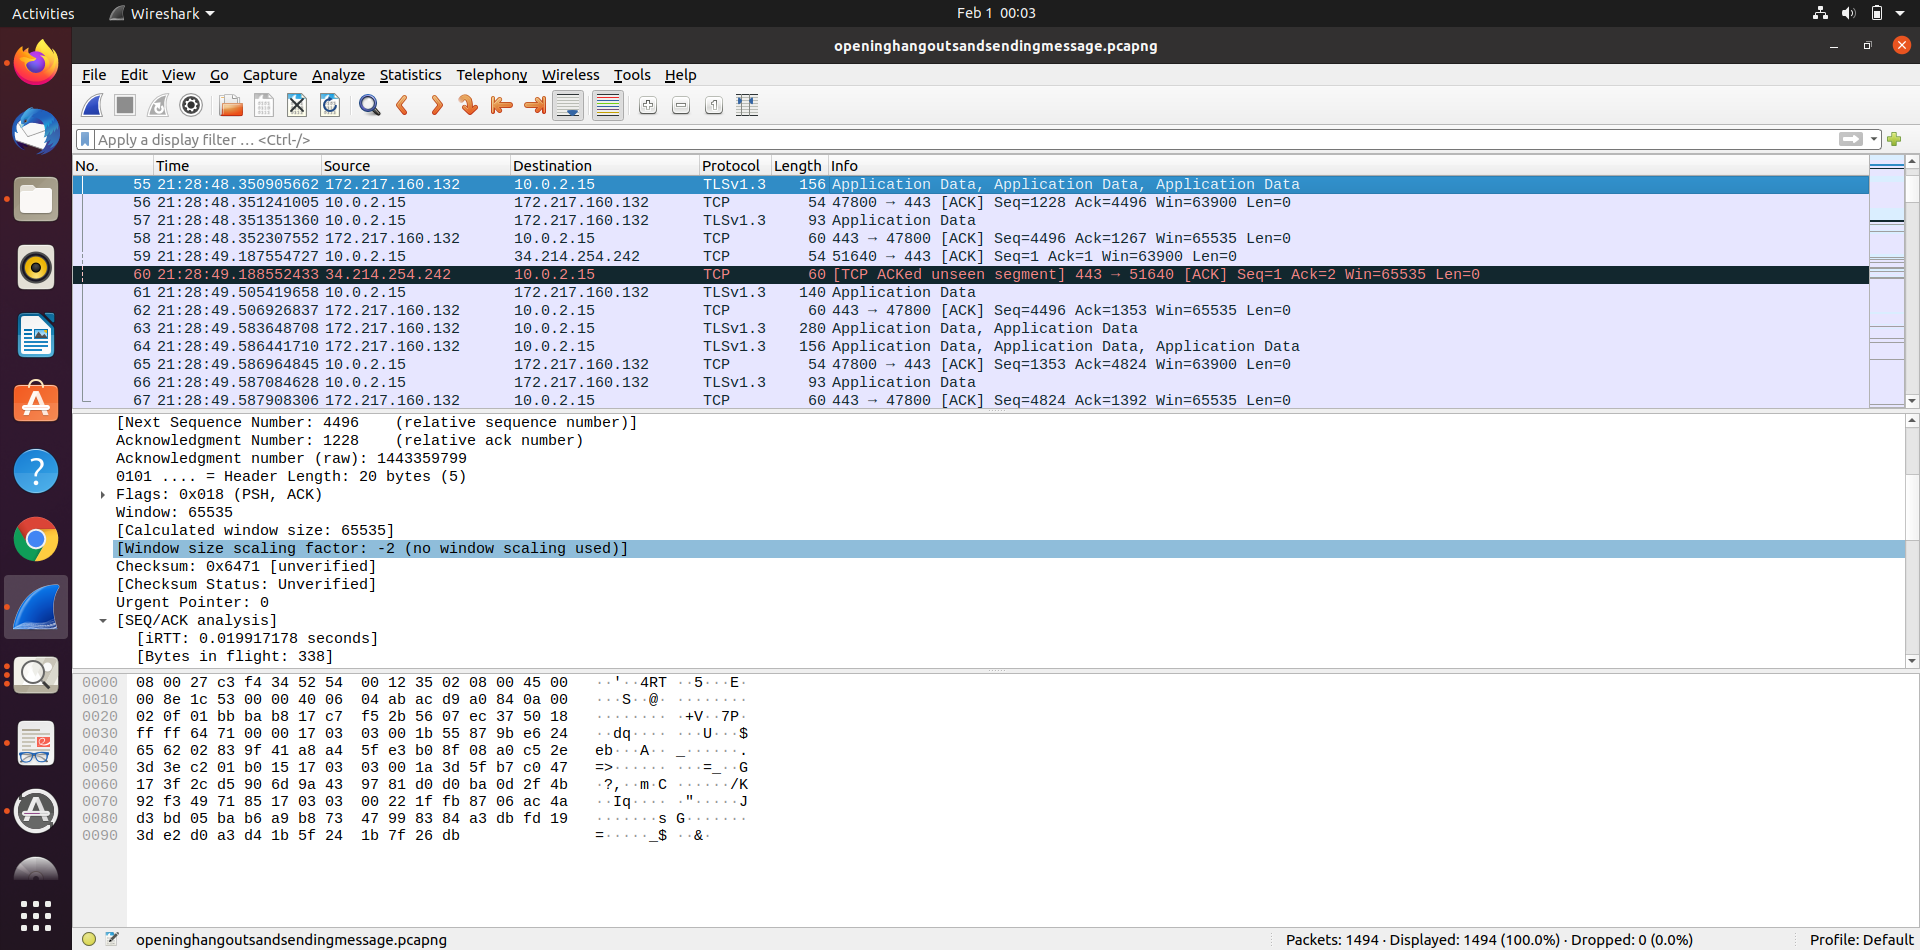 Activities Wireshark Feb 1 00:03
openinghangoutsandsendingmessage.pcapng
File Edit View Go Capture Analyze Statistics Telephony Wireless Tools Help
Apply a display filter … <Ctrl-/>
No. Time Source Destination Protocol Length Info
55 21:28:48.350905662 172.217.160.132 10.0.2.15 TLSv1.3 156 Application Data, Application Data, Application Data
56 21:28:48.351241005 10.0.2.15 172.217.160.132 TCP 54 47800 → 443 [ACK] Seq=1228 Ack=4496 Win=63900 Len=0
57 21:28:48.351351360 10.0.2.15 172.217.160.132 TLSv1.3 93 Application Data
58 21:28:48.352307552 172.217.160.132 10.0.2.15 TCP 60 443 → 47800 [ACK] Seq=4496 Ack=1267 Win=65535 Len=0
59 21:28:49.187554727 10.0.2.15 34.214.254.242 TCP 54 51640 → 443 [ACK] Seq=1 Ack=1 Win=63900 Len=0
60 21:28:49.188552433 34.214.254.242 10.0.2.15 TCP 60 [TCP ACKed unseen segment] 443 → 51640 [ACK] Seq=1 Ack=2 Win=65535 Len=0
61 21:28:49.505419658 10.0.2.15 172.217.160.132 TLSv1.3 140 Application Data
62 21:28:49.506926837 172.217.160.132 10.0.2.15 TCP 60 443 → 47800 [ACK] Seq=4496 Ack=1353 Win=65535 Len=0
63 21:28:49.583648708 172.217.160.132 10.0.2.15 TLSv1.3 280 Application Data, Application Data
64 21:28:49.586441710 172.217.160.132 10.0.2.15 TLSv1.3 156 Application Data, Application Data, Application Data
65 21:28:49.586964845 10.0.2.15 172.217.160.132 TCP 54 47800 → 443 [ACK] Seq=1353 Ack=4824 Win=63900 Len=0
66 21:28:49.587084628 10.0.2.15 172.217.160.132 TLSv1.3 93 Application Data
67 21:28:49.587908306 172.217.160.132 10.0.2.15 TCP 60 443 → 47800 [ACK] Seq=4824 Ack=1392 Win=65535 Len=0
[Next Sequence Number: 4496 (relative sequence number)]
Acknowledgment Number: 1228 (relative ack number)
Acknowledgment number (raw): 1443359799
0101 .... = Header Length: 20 bytes (5)
Flags: 0x018 (PSH, ACK)
Window: 65535
[Calculated window size: 65535]
[Window size scaling factor: -2 (no window scaling used)]
Checksum: 0x6471 [unverified]
[Checksum Status: Unverified]
Urgent Pointer: 0
[SEQ/ACK analysis]
[iRTT: 0.019917178 seconds]
[Bytes in flight: 338]
0000 08 00 27 c3 f4 34 52 54 00 12 35 02 08 00 45 00 ··'··4RT ··5···E·
0010 00 8e 1c 53 00 00 40 06 04 ab ac d9 a0 84 0a 00 ···S··@· ········
0020 02 0f 01 bb ba b8 17 c7 f5 2b 56 07 ec 37 50 18 ········ ·+V··7P·
0030 ff ff 64 71 00 00 17 03 03 00 1b 55 87 9b e6 24 ··dq···· ···U···$
0040 65 62 02 83 9f 41 a8 a4 5f e3 b0 8f 08 a0 c5 2e eb···A·· _······.
0050 3d 3e c2 01 b0 15 17 03 03 00 1a 3d 5f b7 c0 47 =>······ ···=_··G
0060 17 3f 2c d5 90 6d 9a 43 97 81 d0 d0 ba 0d 2f 4b ·?,··m·C ······/K
0070 92 f3 49 71 85 17 03 03 00 22 1f fb 87 06 ac 4a ··Iq···· ·"·····J
0080 d3 bd 05 ba b6 a9 b8 73 47 99 83 84 a3 db fd 19 ·······s G·······
0090 3d e2 d0 a3 d4 1b 5f 24 1b 7f 26 db =·····_$ ··&·
openinghangoutsandsendingmessage.pcapng Packets: 1494 · Displayed: 1494 (100.0%) · Dropped: 0 (0.0%) Profile: Default